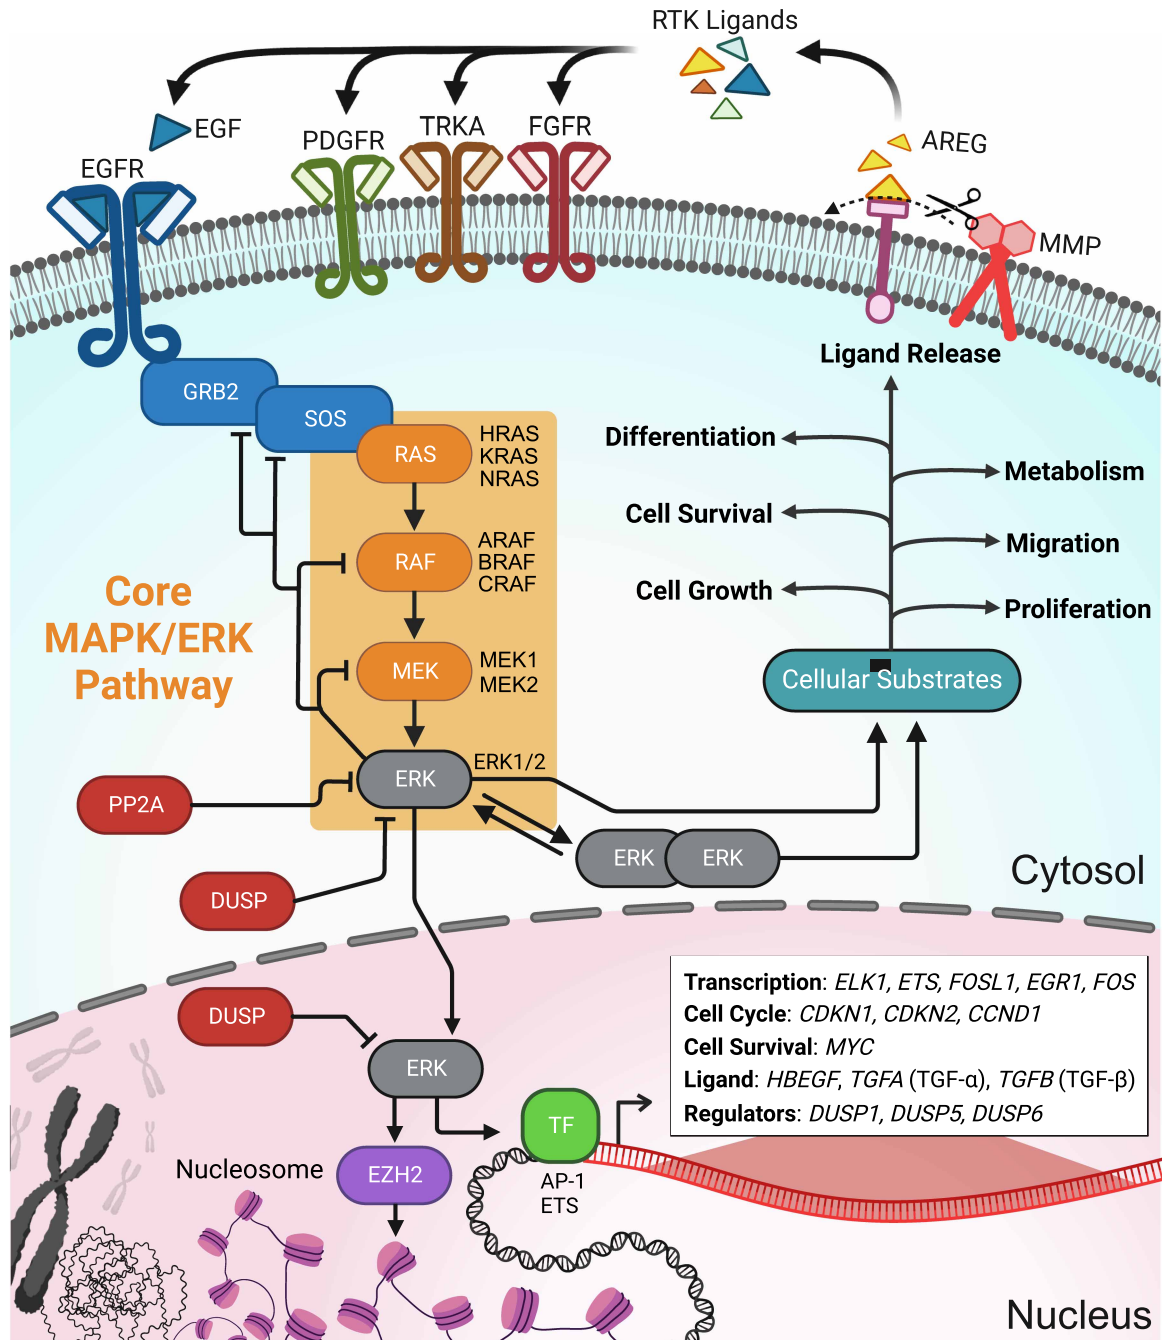 RTK Ligands
EGF
PDGFR
TRKA
FGFR
AREG
EGFR
MMP
Ligand Release
GRB2
SOS
RAS
HRAS
KRAS
NRAS
Differentiation
Metabolism
Cell Survival
Migration
Cell Growth
Proliferation
RAF
ARAF
BRAF
CRAF
Core
MAPK/ERK
Pathway
MEK
MEK1
MEK2
Cellular Substrates
ERK
ERK1/2
PP2A
ERK
ERK
DUSP
Cytosol
DUSP
ERK
Transcription: ELK1, ETS, FOSL1, EGR1, FOS
Cell Cycle: CDKN1, CDKN2, CCND1
Cell Survival: MYC
Ligand: HBEGF, TGFA (TGF-α), TGFB (TGF-β)
Regulators: DUSP1, DUSP5, DUSP6
TF
AP-1
ETS
Nucleosome
EZH2
Nucleus